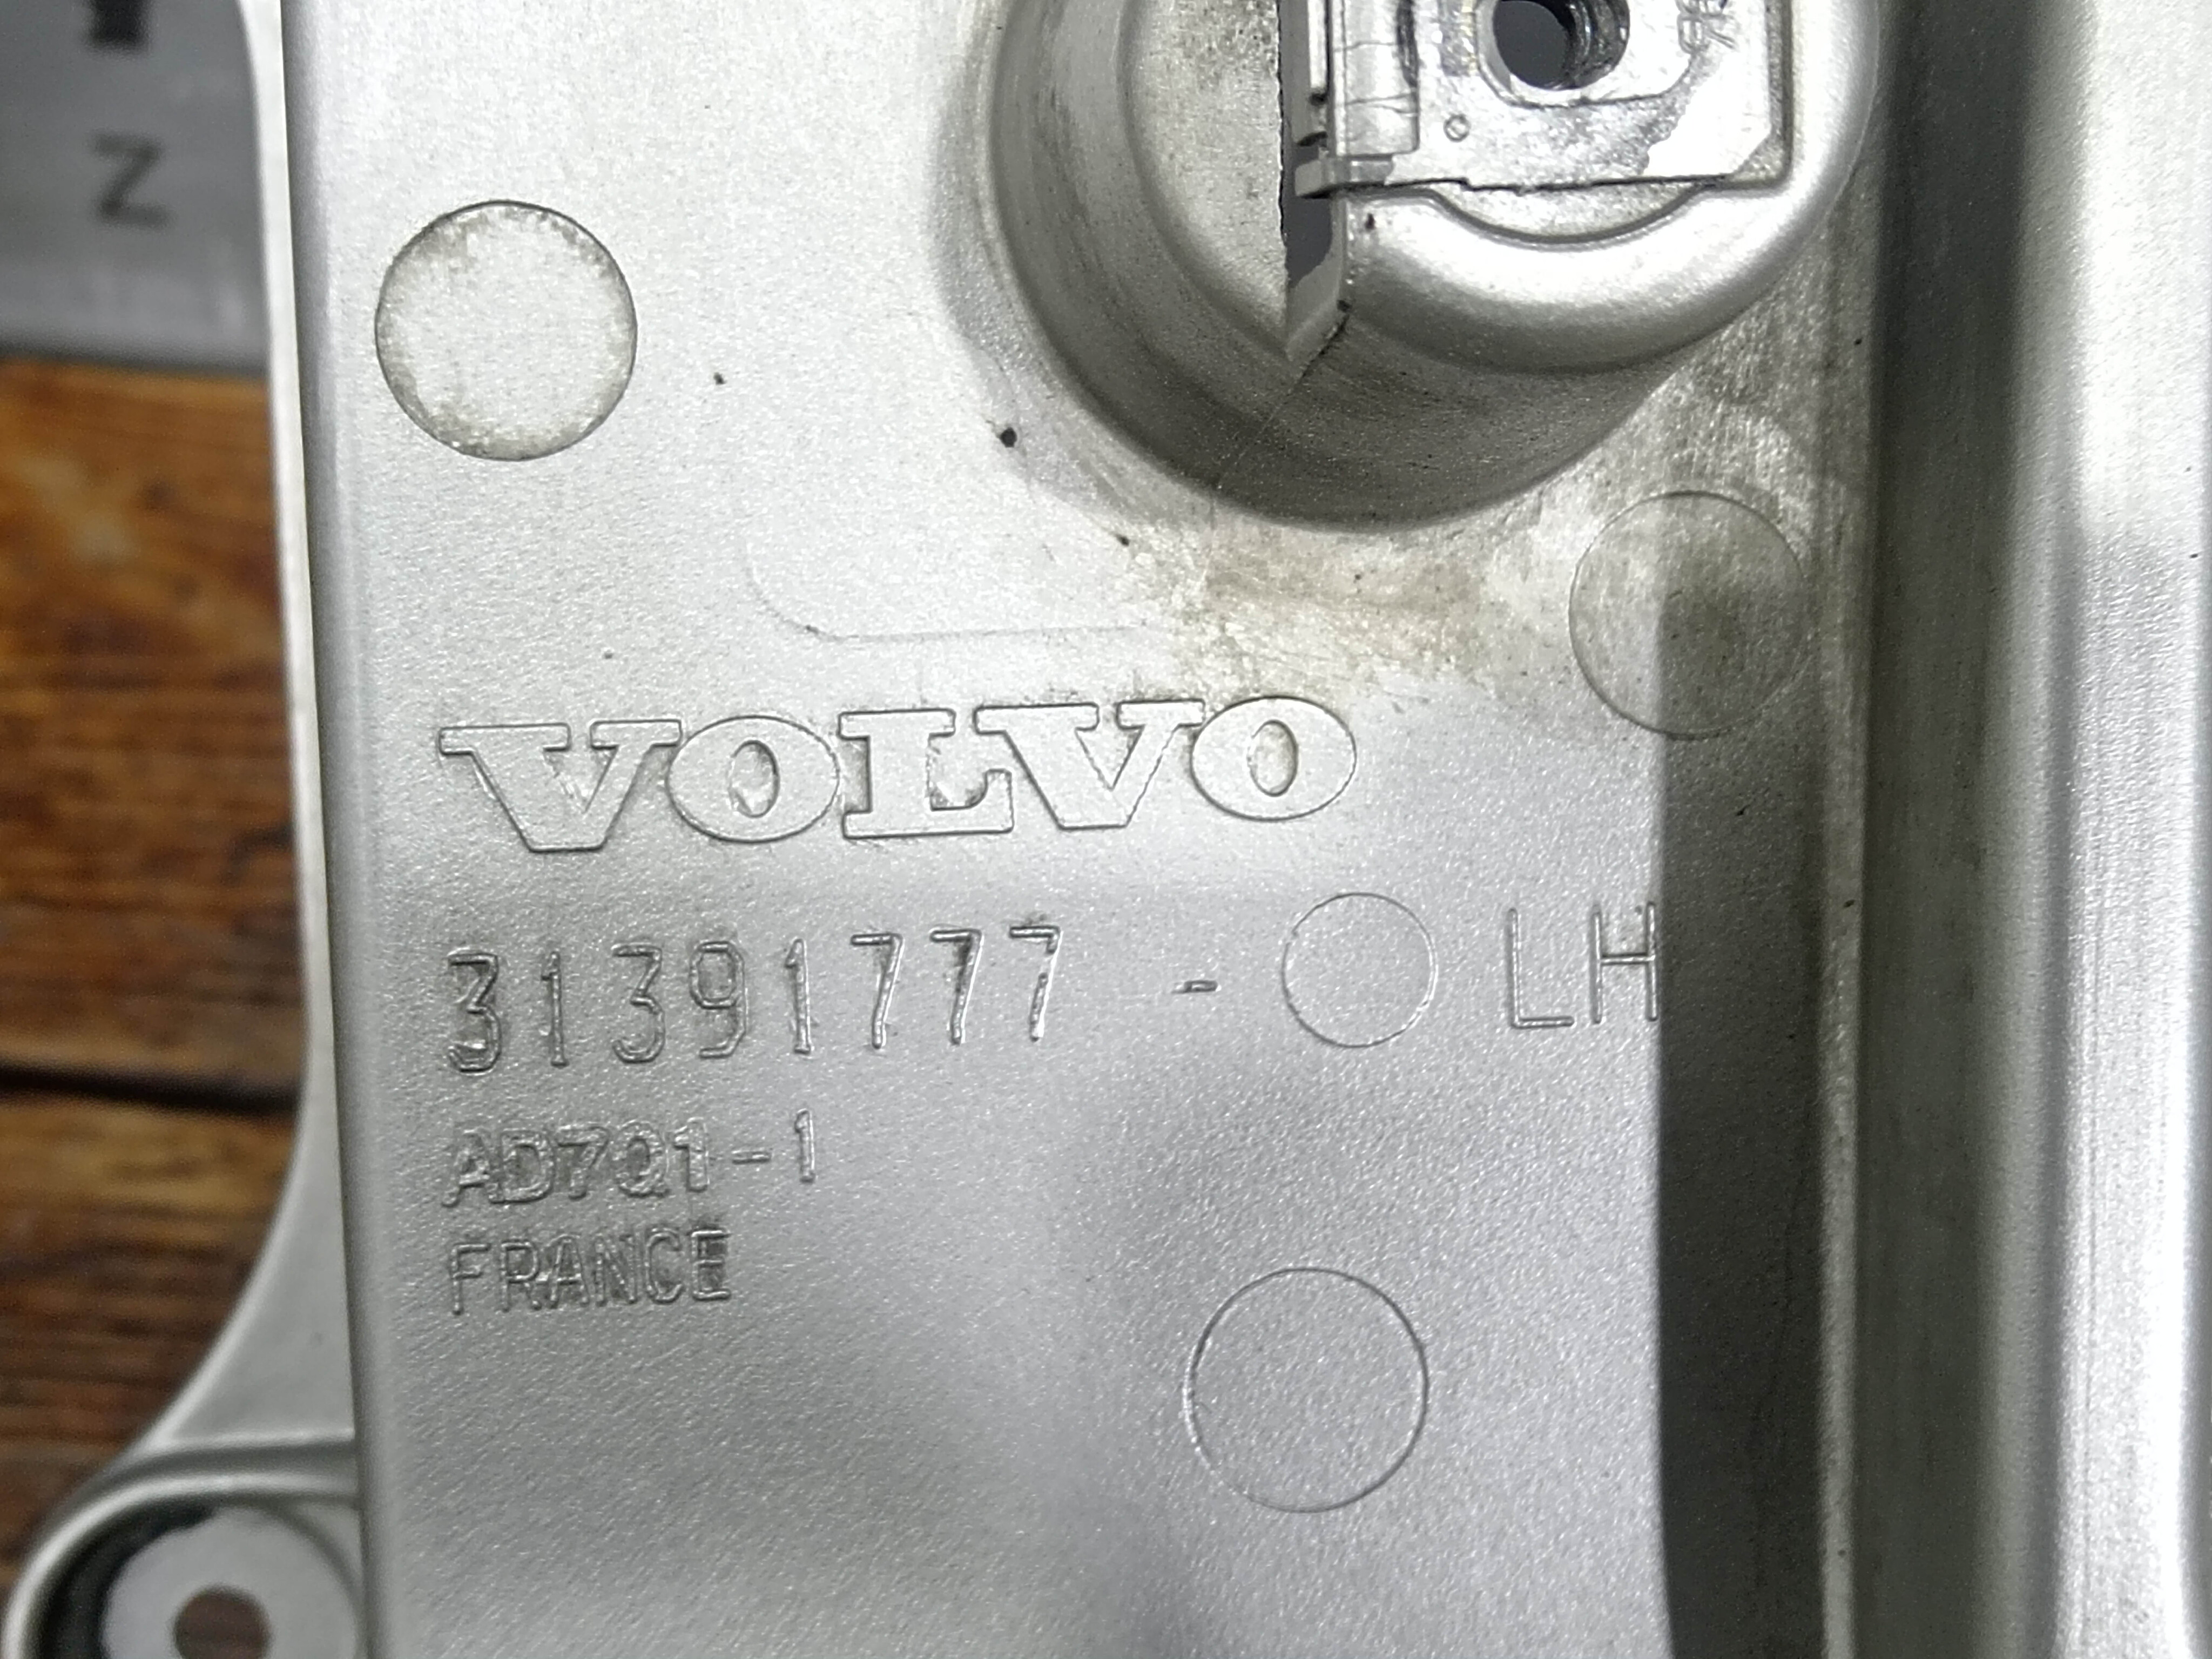 Z
VOLVO
31391777 - LH
AD7Q1-1
FRANCE